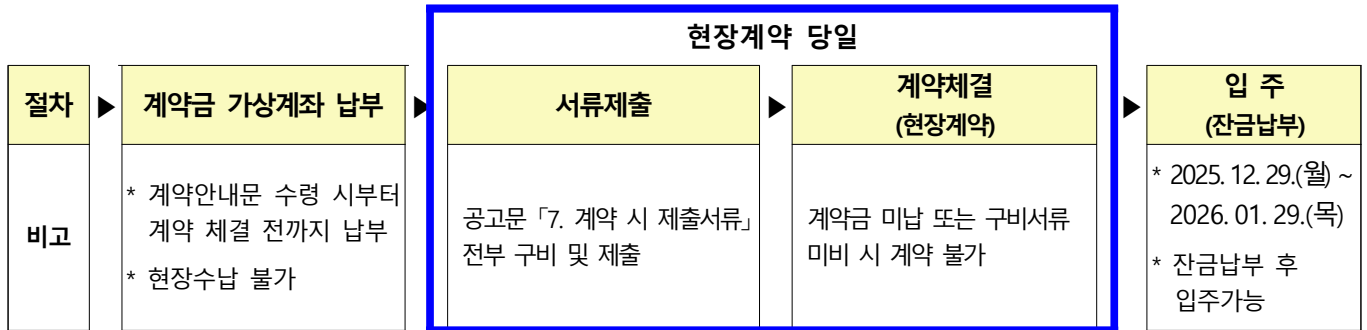 현장계약 당일
절차 ▶ 계약금 가상계좌 납부 ▶ 서류제출 ▶ 계약체결 ▶ 입 주
(현장계약) (잔금납부)
비고
* 계약안내문 수령 시부터
계약 체결 전까지 납부
* 현장수납 불가
공고문 「7. 계약 시 제출서류」
전부 구비 및 제출
계약금 미납 또는 구비서류
미비 시 계약 불가
* 2025. 12. 29.(월) ~
2026. 01. 29.(목)
* 잔금납부 후
입주가능